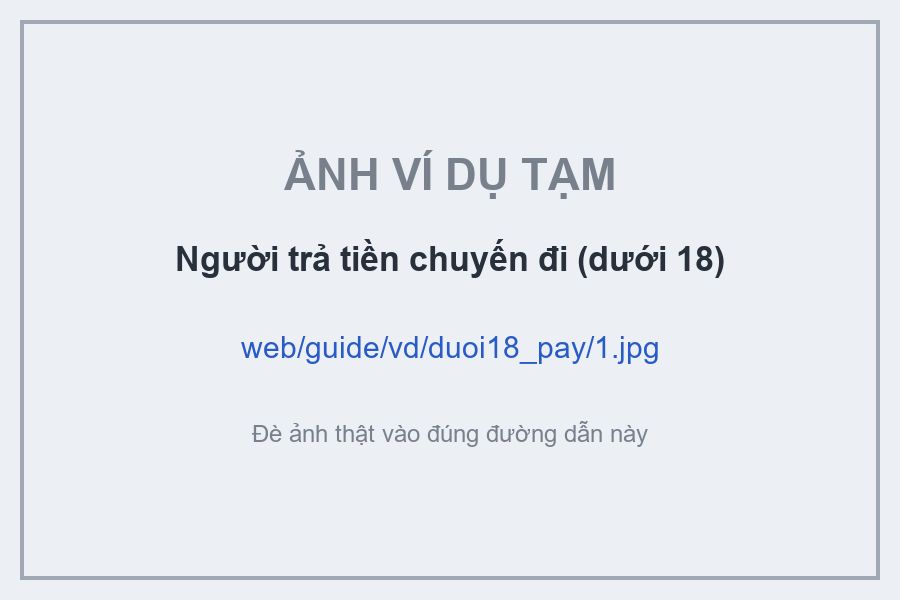 ẢNH VÍ DỤ TẠM
Người trả tiền chuyến đi (dưới 18)
web/guide/vd/duoi18_pay/1.jpg
Đè ảnh thật vào đúng đường dẫn này